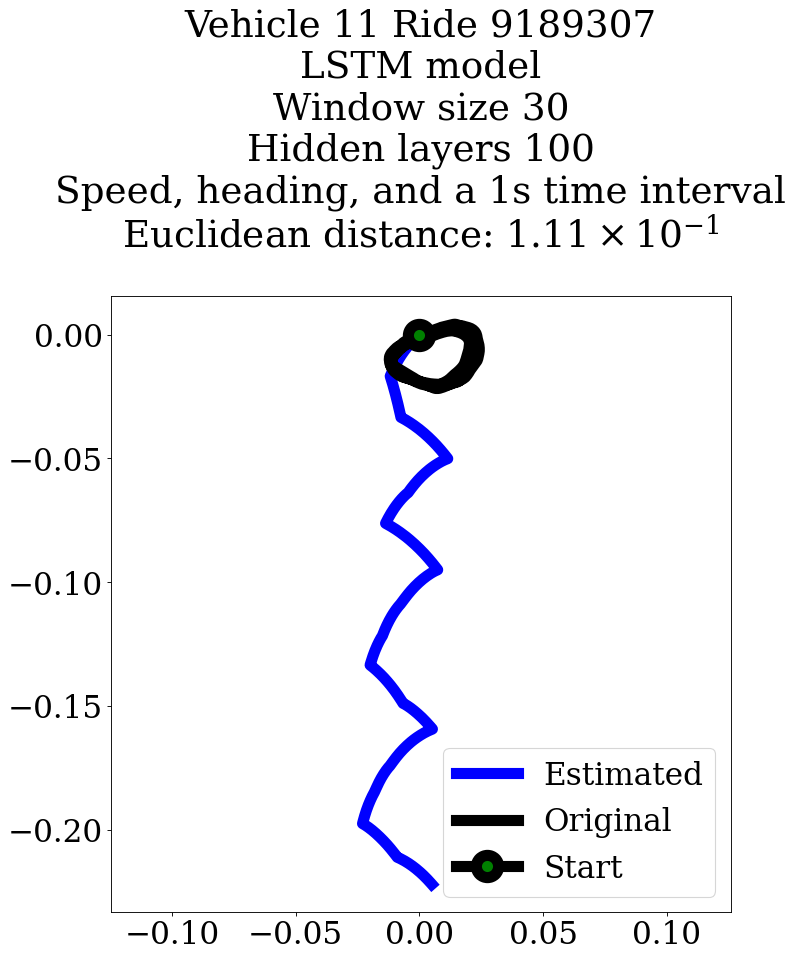 Vehicle 11 Ride 9189307
LSTM model
Window size 30
Hidden layers 100
Speed, heading, and a 1s time interval
Euclidean distance: 1.11 × 10⁻¹
0.00
−0.05
−0.10
−0.15
−0.20
Estimated
Original
Start
−0.10 −0.05 0.00 0.05 0.10